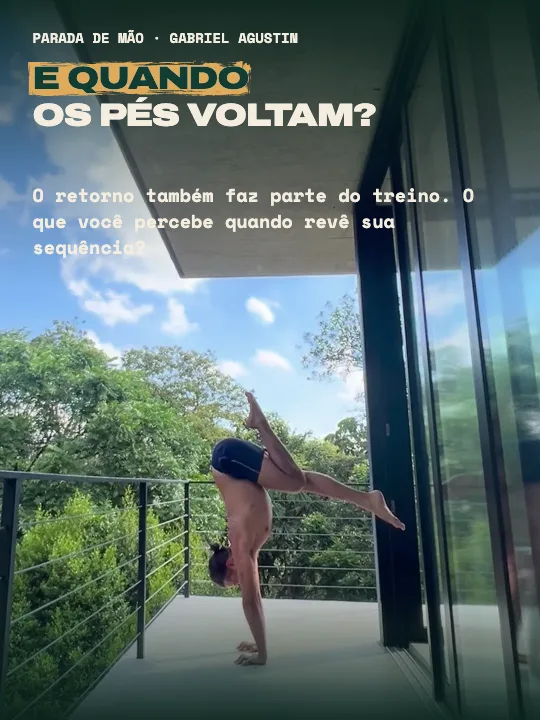 PARADA DE MÃO · GABRIEL AGUSTIN
E QUANDO
OS PÉS VOLTAM?
O retorno também faz parte do treino. O
que você percebe quando revê sua
sequência?